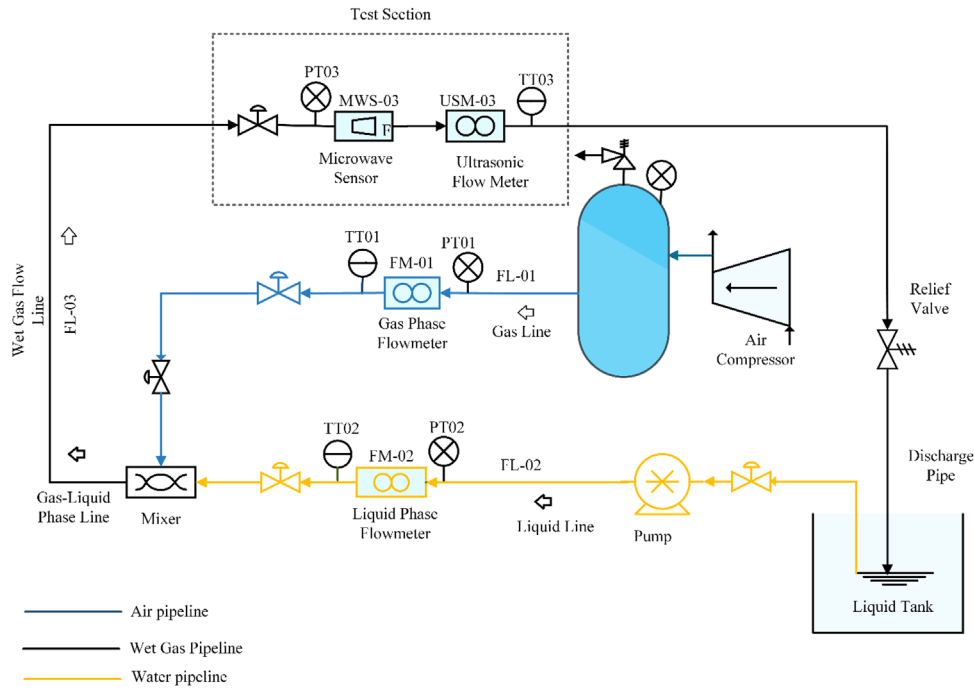 Test Section
PT03
MWS-03
USM-03
TT03
F
Microwave
Sensor
Ultrasonic
Flow Meter
Wet Gas Flow
Line
FL-03
TT01
FM-01
PT01
FL-01
Gas Phase
Flowmeter
Gas Line
Air
Compressor
Relief
Valve
TT02
FM-02
PT02
FL-02
Discharge
Pipe
Gas-Liquid
Phase Line
Mixer
Liquid Phase
Flowmeter
Liquid Line
Pump
Liquid Tank
Air pipeline
Wet Gas Pipeline
Water pipeline